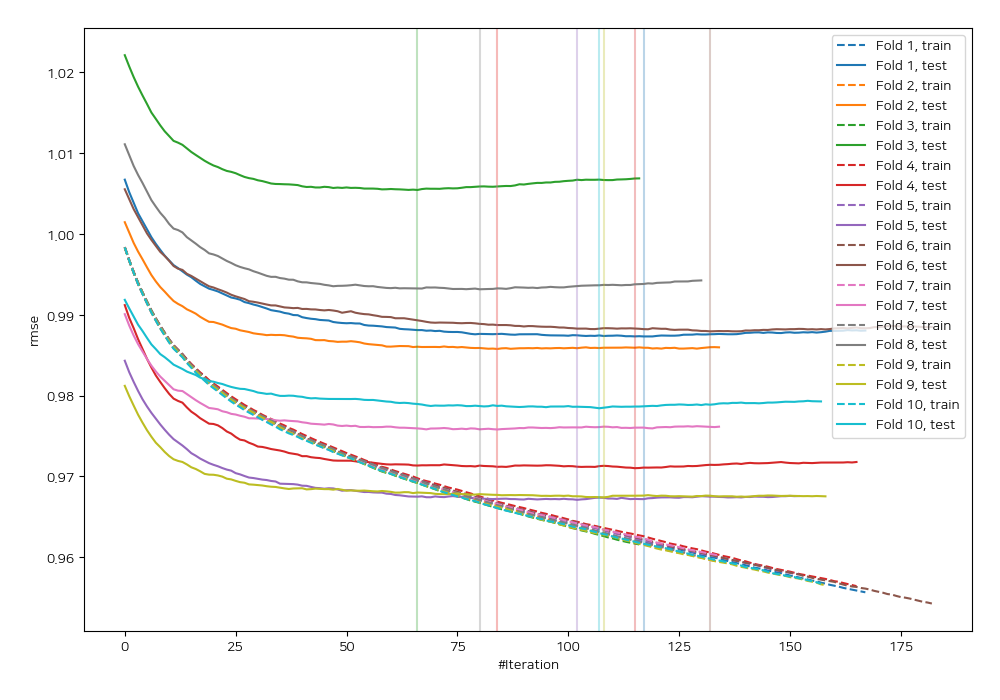 1.02
1.01
1.00
0.99
0.98
0.97
0.96
rmse
0
25
50
75
100
125
150
175
#Iteration
Fold 1, train
Fold 1, test
Fold 2, train
Fold 2, test
Fold 3, train
Fold 3, test
Fold 4, train
Fold 4, test
Fold 5, train
Fold 5, test
Fold 6, train
Fold 6, test
Fold 7, train
Fold 7, test
Fold 8, train
Fold 8, test
Fold 9, train
Fold 9, test
Fold 10, train
Fold 10, test